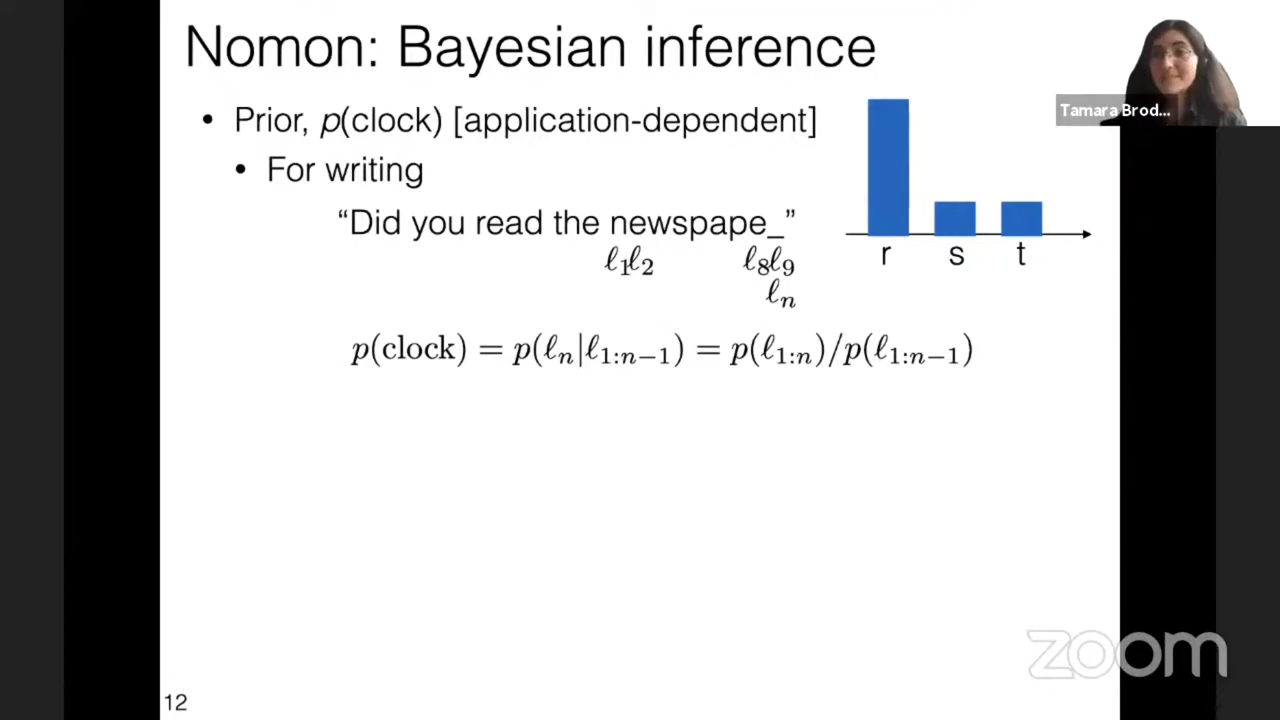 Nomon: Bayesian inference
• Prior, p(clock) [application-dependent]
• For writing
“Did you read the newspape_”
ℓ₁ℓ₂ ℓ₈ℓ₉
ℓₙ
p(clock) = p(ℓₙ|ℓ₁:ₙ₋₁) = p(ℓ₁:ₙ)/p(ℓ₁:ₙ₋₁)
r s t
Tamara Brod...
zoom
12